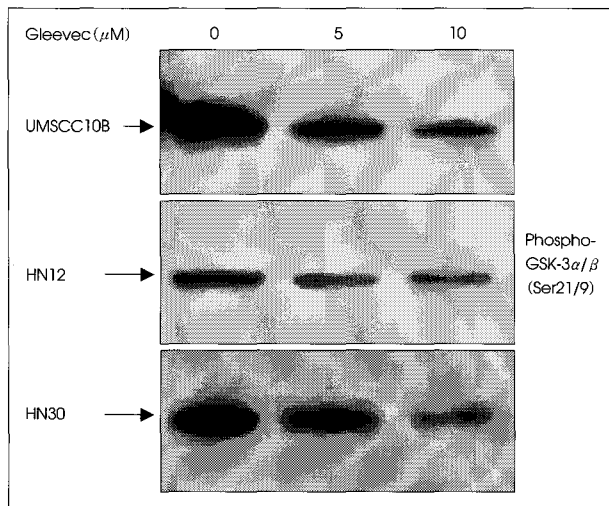 Gleevec(μM) 0 5 10
UMSCC10B
HN12
Phospho-
GSK-3α/β
(Ser21/9)
HN30